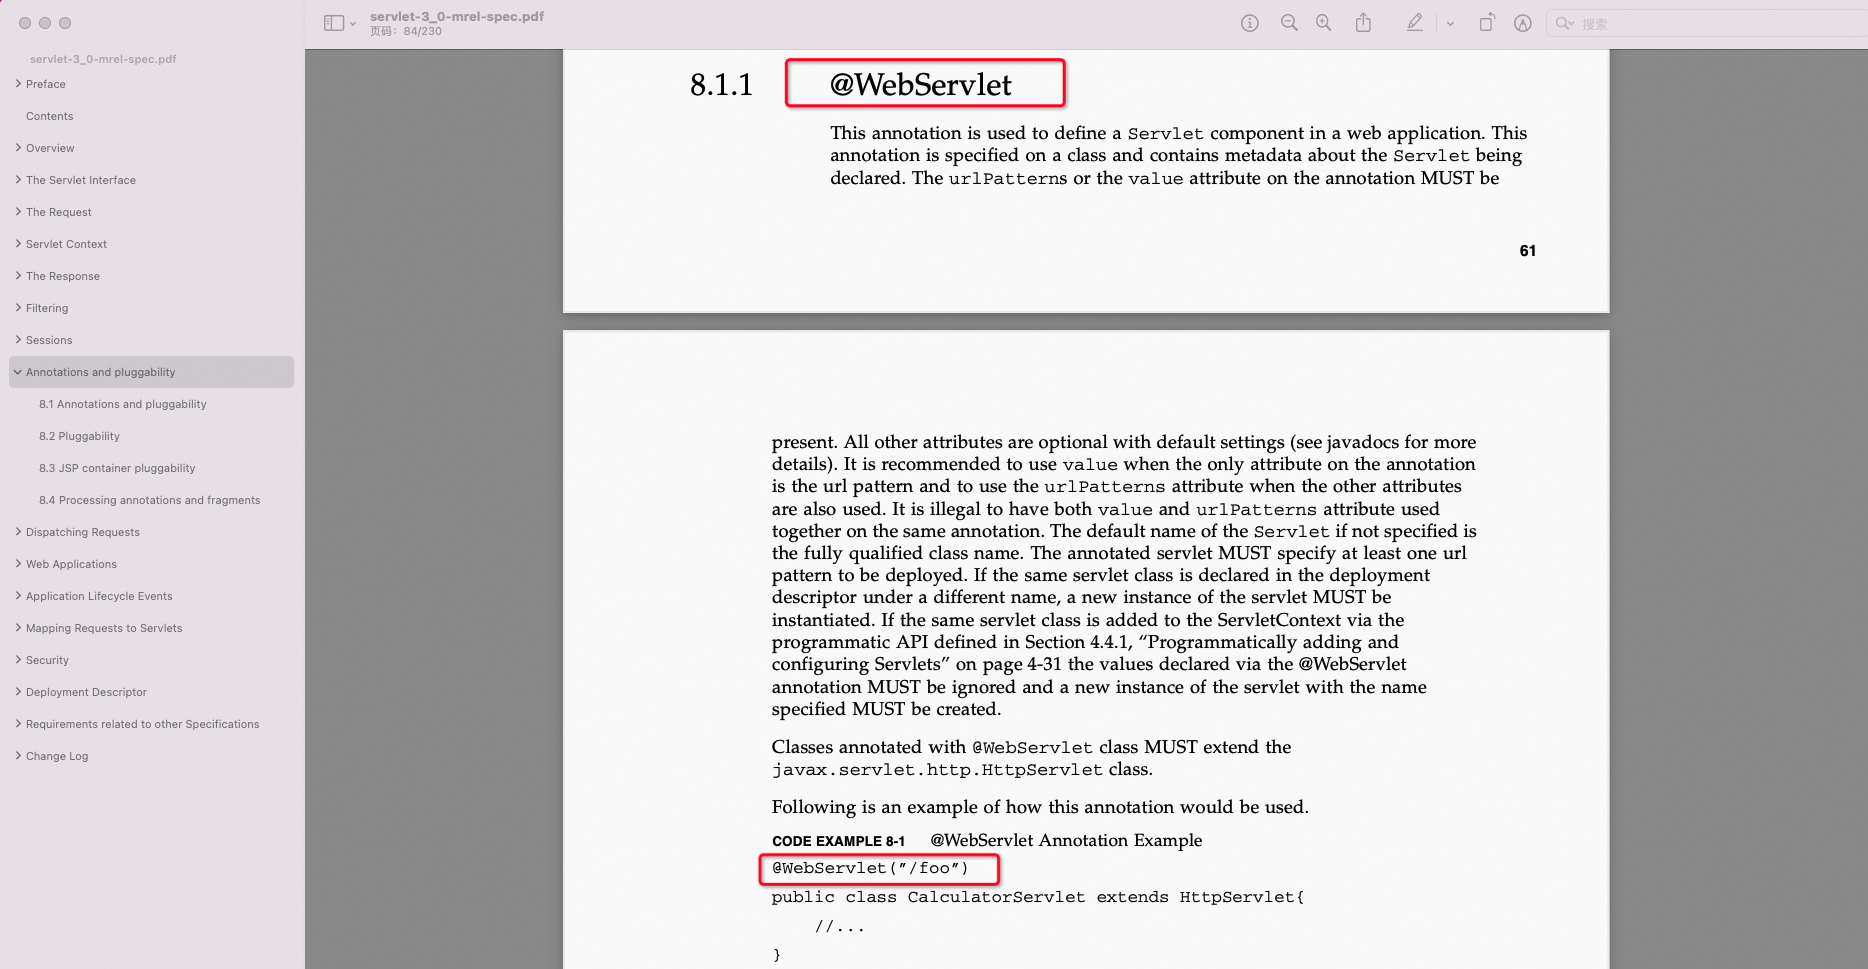 servlet-3_0-mrel-spec.pdf
页码：84/230
搜索
servlet-3_0-mrel-spec.pdf
Preface
Contents
Overview
The Servlet Interface
The Request
Servlet Context
The Response
Filtering
Sessions
Annotations and pluggability
8.1 Annotations and pluggability
8.2 Pluggability
8.3 JSP container pluggability
8.4 Processing annotations and fragments
Dispatching Requests
Web Applications
Application Lifecycle Events
Mapping Requests to Servlets
Security
Deployment Descriptor
Requirements related to other Specifications
Change Log
8.1.1 @WebServlet
This annotation is used to define a Servlet component in a web application. This
annotation is specified on a class and contains metadata about the Servlet being
declared. The urlPatterns or the value attribute on the annotation MUST be
61
present. All other attributes are optional with default settings (see javadocs for more
details). It is recommended to use value when the only attribute on the annotation
is the url pattern and to use the urlPatterns attribute when the other attributes
are also used. It is illegal to have both value and urlPatterns attribute used
together on the same annotation. The default name of the Servlet if not specified is
the fully qualified class name. The annotated servlet MUST specify at least one url
pattern to be deployed. If the same servlet class is declared in the deployment
descriptor under a different name, a new instance of the servlet MUST be
instantiated. If the same servlet class is added to the ServletContext via the
programmatic API defined in Section 4.4.1, “Programmatically adding and
configuring Servlets” on page 4-31 the values declared via the @WebServlet
annotation MUST be ignored and a new instance of the servlet with the name
specified MUST be created.
Classes annotated with @WebServlet class MUST extend the
javax.servlet.http.HttpServlet class.
Following is an example of how this annotation would be used.
CODE EXAMPLE 8-1 @WebServlet Annotation Example
@WebServlet(”/foo”)
public class CalculatorServlet extends HttpServlet{
//...
}